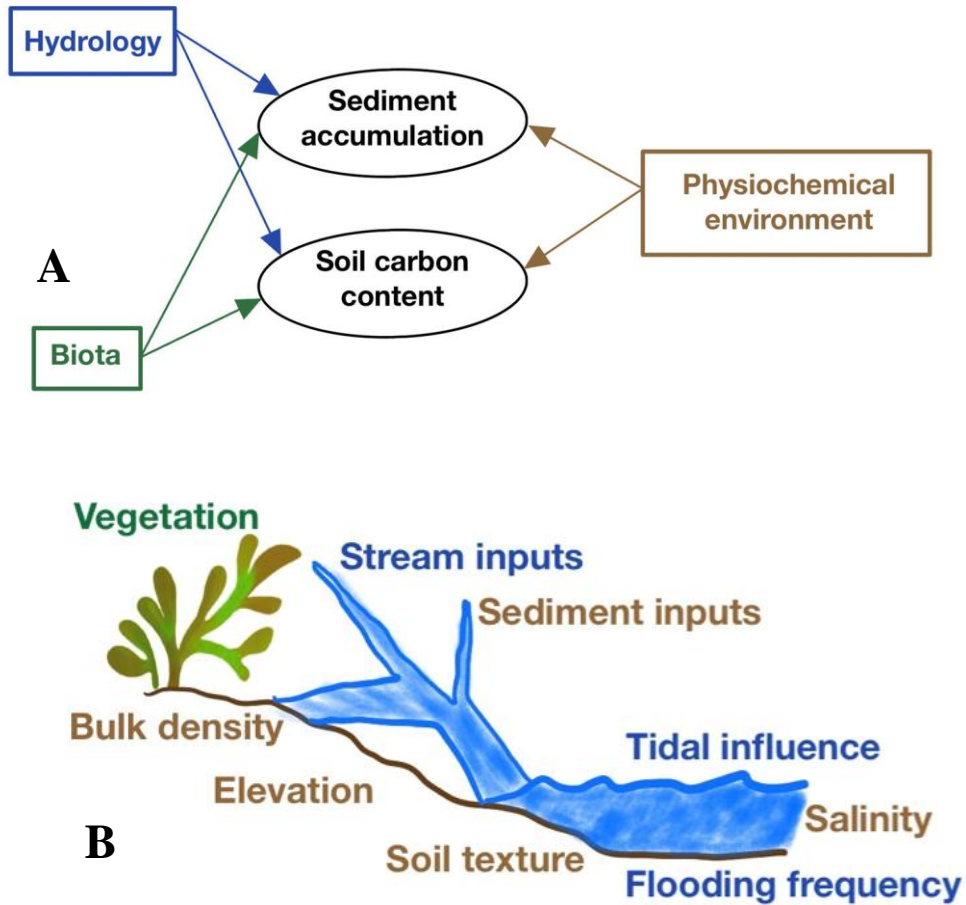 Hydrology
Sediment
accumulation
Physiochemical
environment
A
Soil carbon
content
Biota
Vegetation
Stream inputs
Sediment inputs
Bulk density
Tidal influence
Elevation
Salinity
B
Soil texture
Flooding frequency